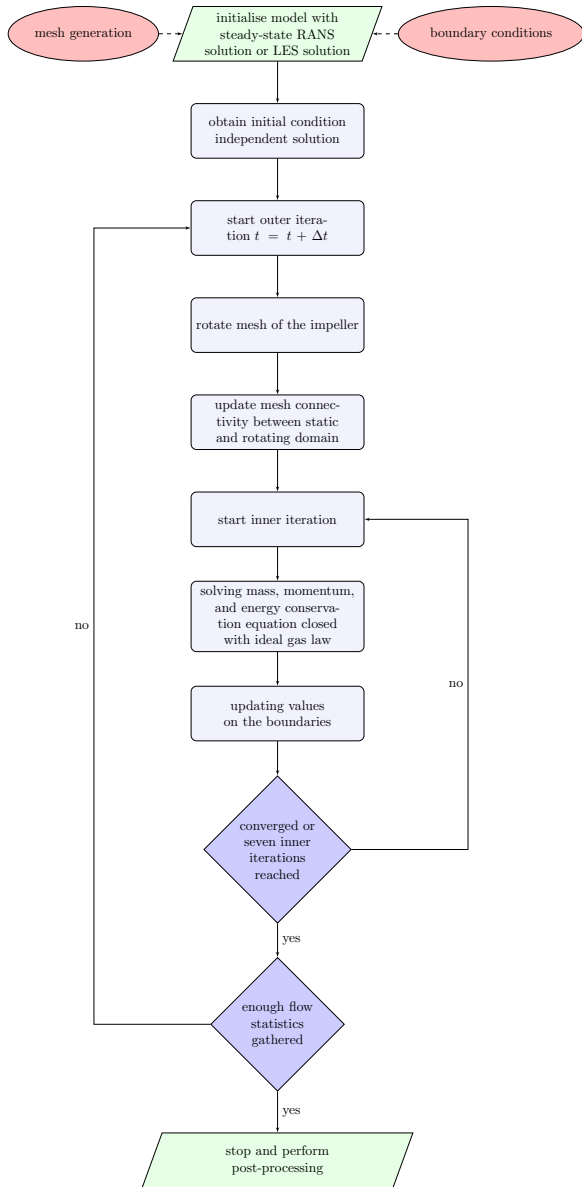 mesh generation
initialise model with
steady-state RANS
solution or LES solution
boundary conditions
obtain initial condition
independent solution
start outer itera-
tion t = t + Δt
rotate mesh of the impeller
update mesh connec-
tivity between static
and rotating domain
start inner iteration
solving mass, momentum,
and energy conserva-
tion equation closed
with ideal gas law
no
no
updating values
on the boundaries
converged or
seven inner
iterations
reached
yes
enough flow
statistics
gathered
yes
stop and perform
post-processing